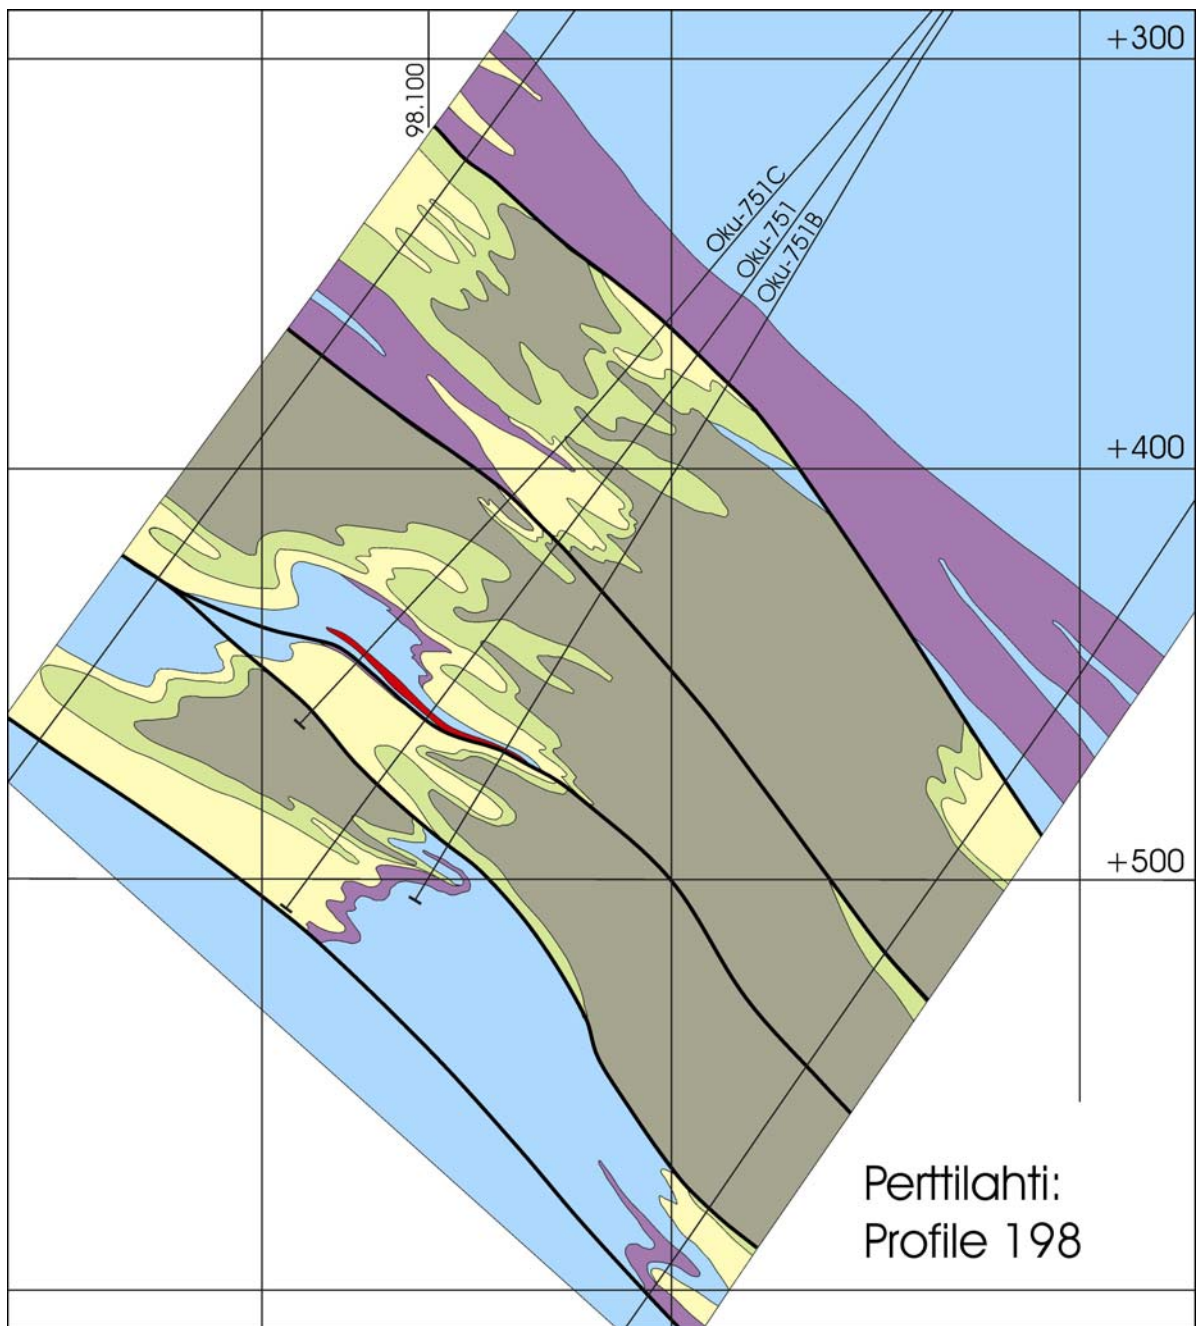 +300
98.100
Oku-751C
Oku-751
Oku-751B
+400
+500
Perttilahti:
Profile 198